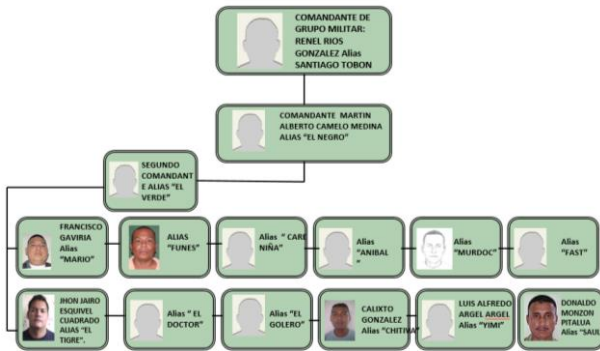 COMANDANTE DE
GRUPO MILITAR:
RENEL RIOS
GONZALEZ Alias
SANTIAGO TOBON
COMANDANTE MARTIN
ALBERTO CAMELO MEDINA
ALIAS "EL NEGRO"
SEGUNDO
COMANDANT
E ALIAS "EL
VERDE"
FRANCISCO
GAVIRIA
Alias
"MARIO"
ALIAS
"FUNES"
Alias " CARE
NIÑA"
Alias
"ANIBAL
"
Alias
"MURDOC"
Alias
"FAST"
JHON JAIRO
ESQUIVEL
CUADRADO
ALIAS "EL
TIGRE".
Alias " EL
DOCTOR"
Alias "EL
GOLERO"
CALIXTO
GONZALEZ
Alias "CHITIVA"
LUIS ALFREDO
ARGEL ARGEL
Alias "YIMI"
DONALDO
MONZON
PITALUA
Alias "SAUL